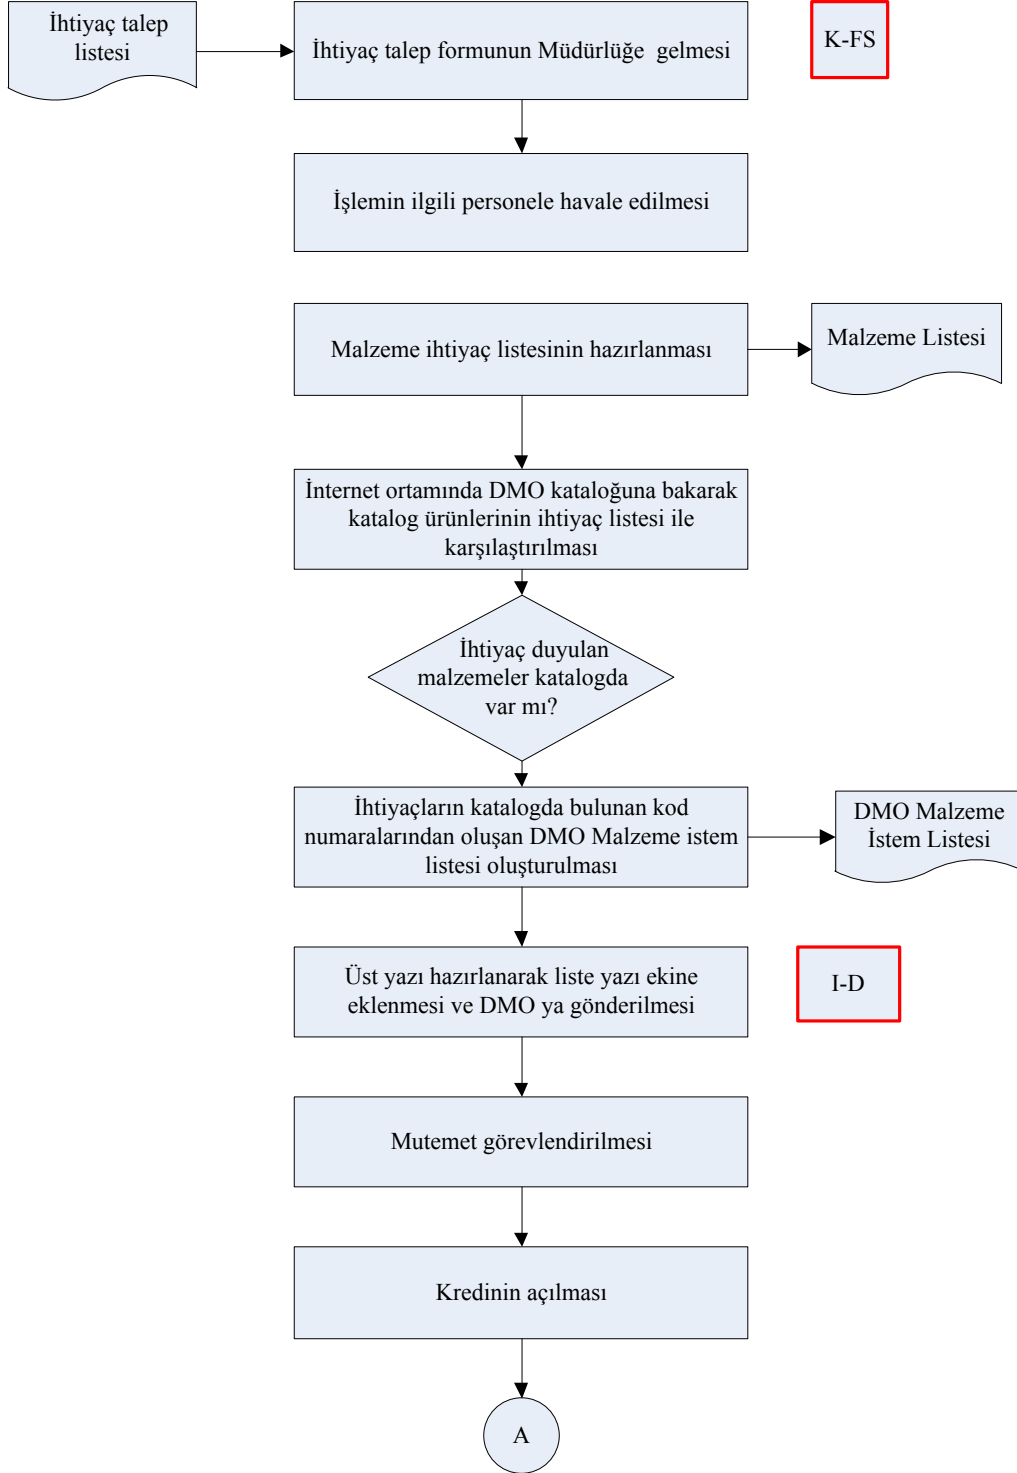 İhtiyaç talep
listesi
İhtiyaç talep formunun Müdürlüğe  gelmesi
K-FS
İşlemin ilgili personele havale edilmesi
Malzeme ihtiyaç listesinin hazırlanması
Malzeme Listesi
İnternet ortamında DMO kataloğuna bakarak
katalog ürünlerinin ihtiyaç listesi ile
karşılaştırılması
İhtiyaç duyulan
malzemeler katalogda
var mı?
İhtiyaçların katalogda bulunan kod
numaralarından oluşan DMO Malzeme istem
listesi oluşturulması
DMO Malzeme
İstem Listesi
Üst yazı hazırlanarak liste yazı ekine
eklenmesi ve DMO ya gönderilmesi
I-D
Mutemet görevlendirilmesi
Kredinin açılması
A